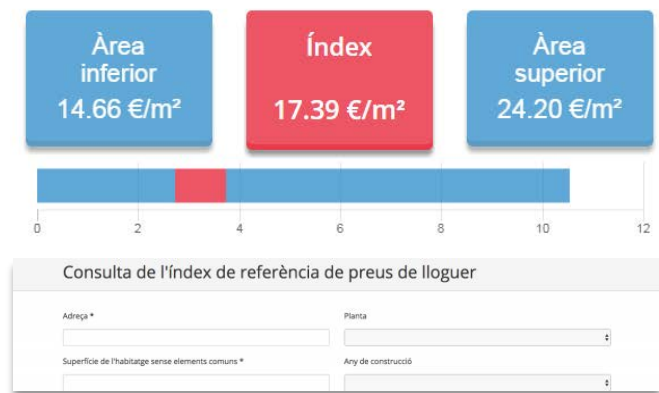 Àrea
inferior
14.66 €/m²
Índex
17.39 €/m²
Àrea
superior
24.20 €/m²
0 2 4 6 8 10 12
Consulta de l'índex de referència de preus de lloguer
Adreça *
Planta
Superfície de l'habitatge sense elements comuns *
Any de construcció